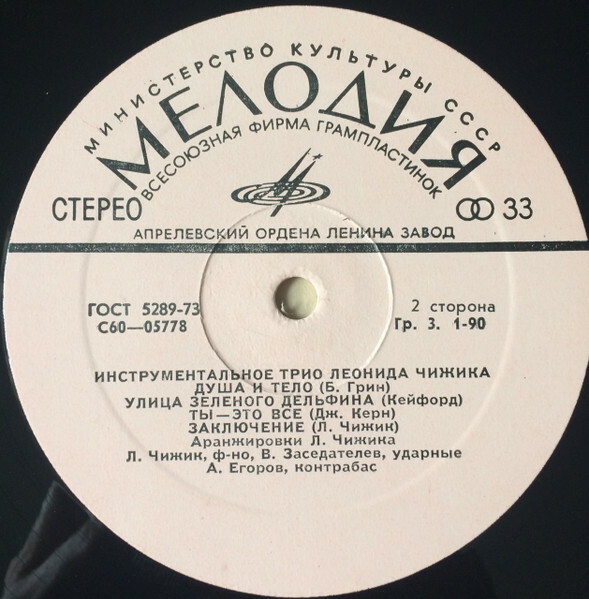 МИНИСТЕРСТВО КУЛЬТУРЫ СССР
МЕЛОДИЯ
ВСЕСОЮЗНАЯ ФИРМА ГРАМПЛАСТИНОК
СТЕРЕО 33
АПРЕЛЕВСКИЙ ОРДЕНА ЛЕНИНА ЗАВОД
ГОСТ 5289-73 2 сторона
С60—05778 Гр. 3. 1-90
ИНСТРУМЕНТАЛЬНОЕ ТРИО ЛЕОНИДА ЧИЖИКА
ДУША И ТЕЛО (Б. Грин)
УЛИЦА ЗЕЛЕНОГО ДЕЛЬФИНА (Кейфорд)
ТЫ—ЭТО ВСЕ (Дж. Керн)
ЗАКЛЮЧЕНИЕ (Л. Чижик)
Аранжировки Л. Чижика
Л. Чижик, ф-но, В. Заседателев, ударные
А. Егоров, контрабас